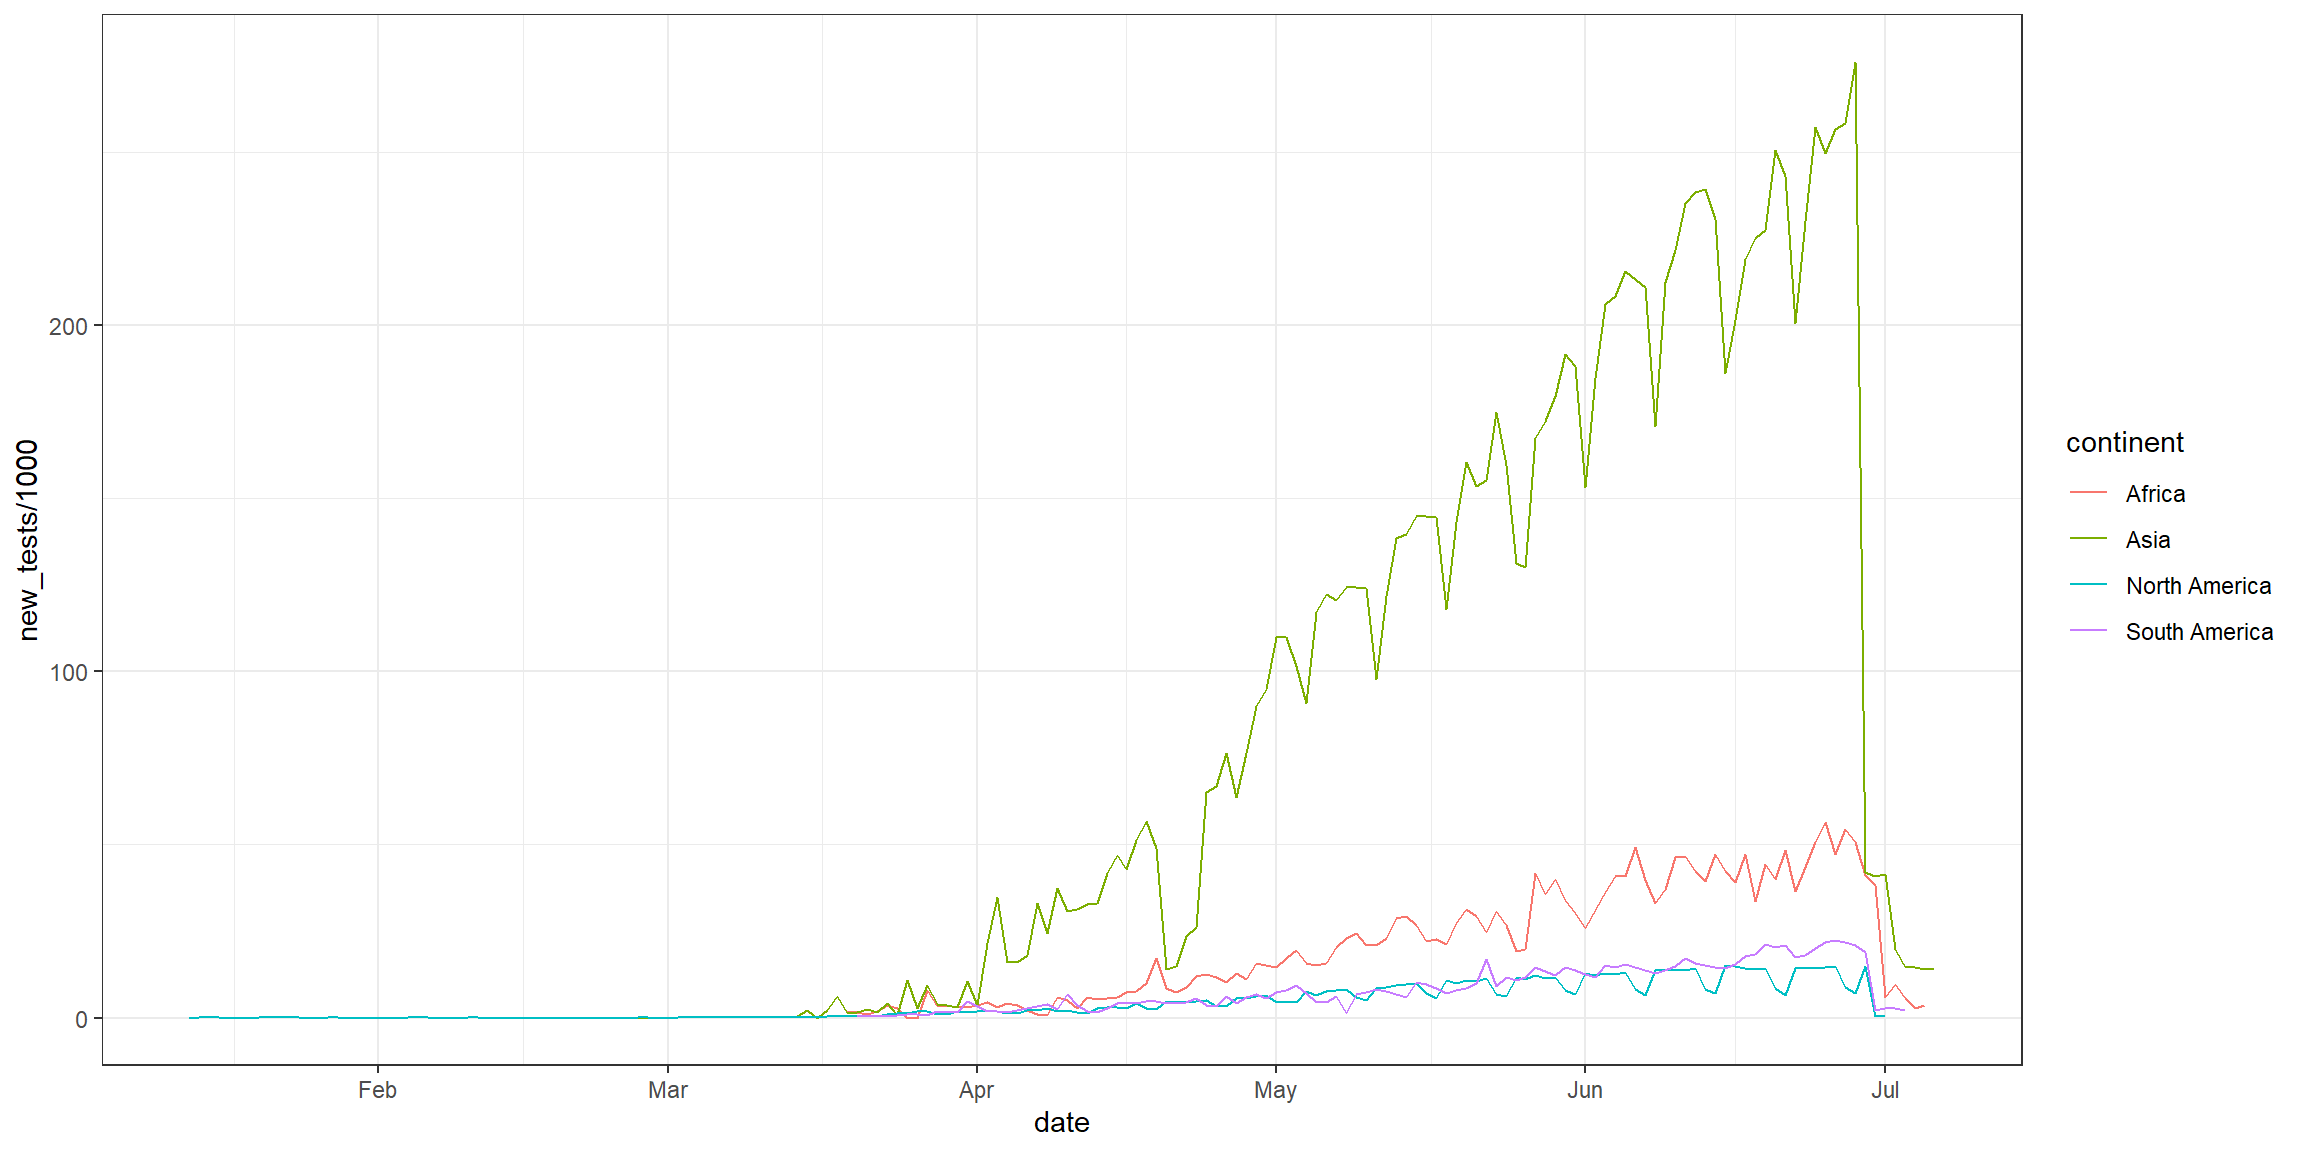 new_tests/1000
200
100
0
Feb Mar Apr May Jun Jul
date
continent
Africa
Asia
North America
South America